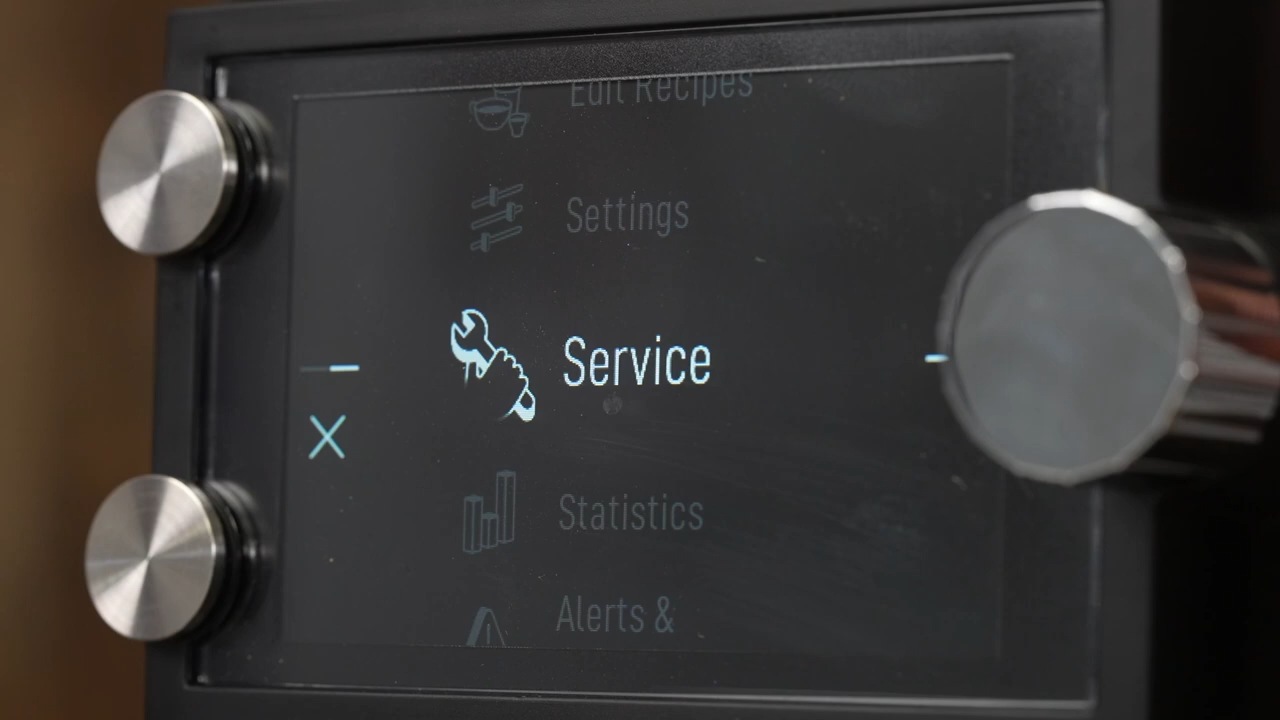 Edit Recipes
Settings
Service
Statistics
Alerts &